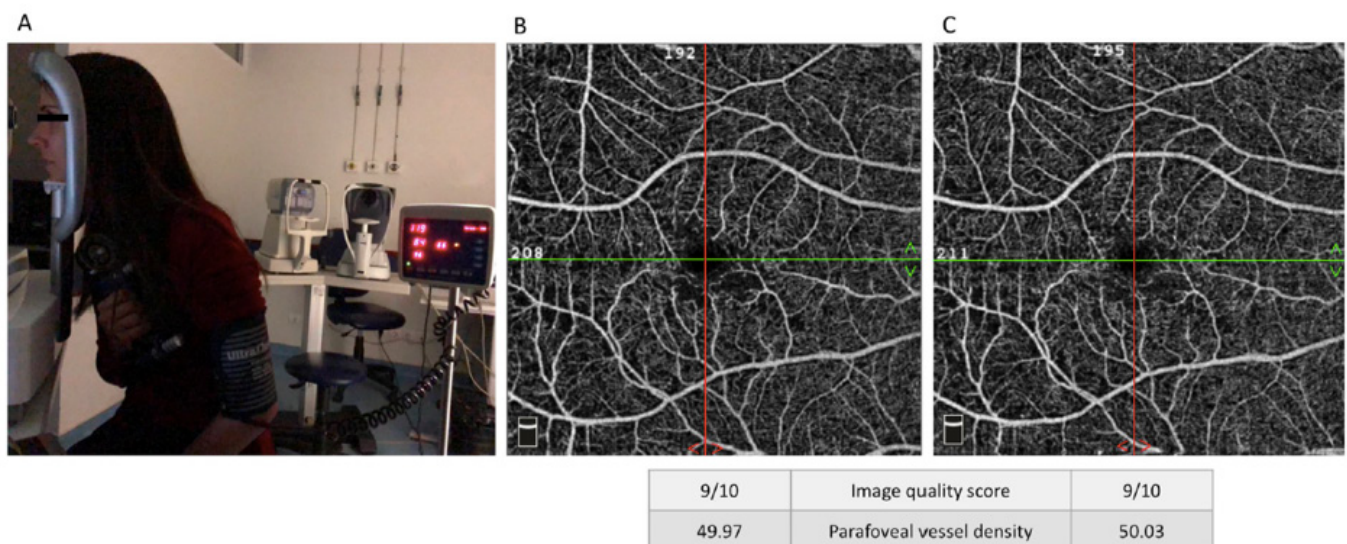 A
B
C
192
208
195
211
9/10 Image quality score 9/10
49.97 Parafoveal vessel density 50.03